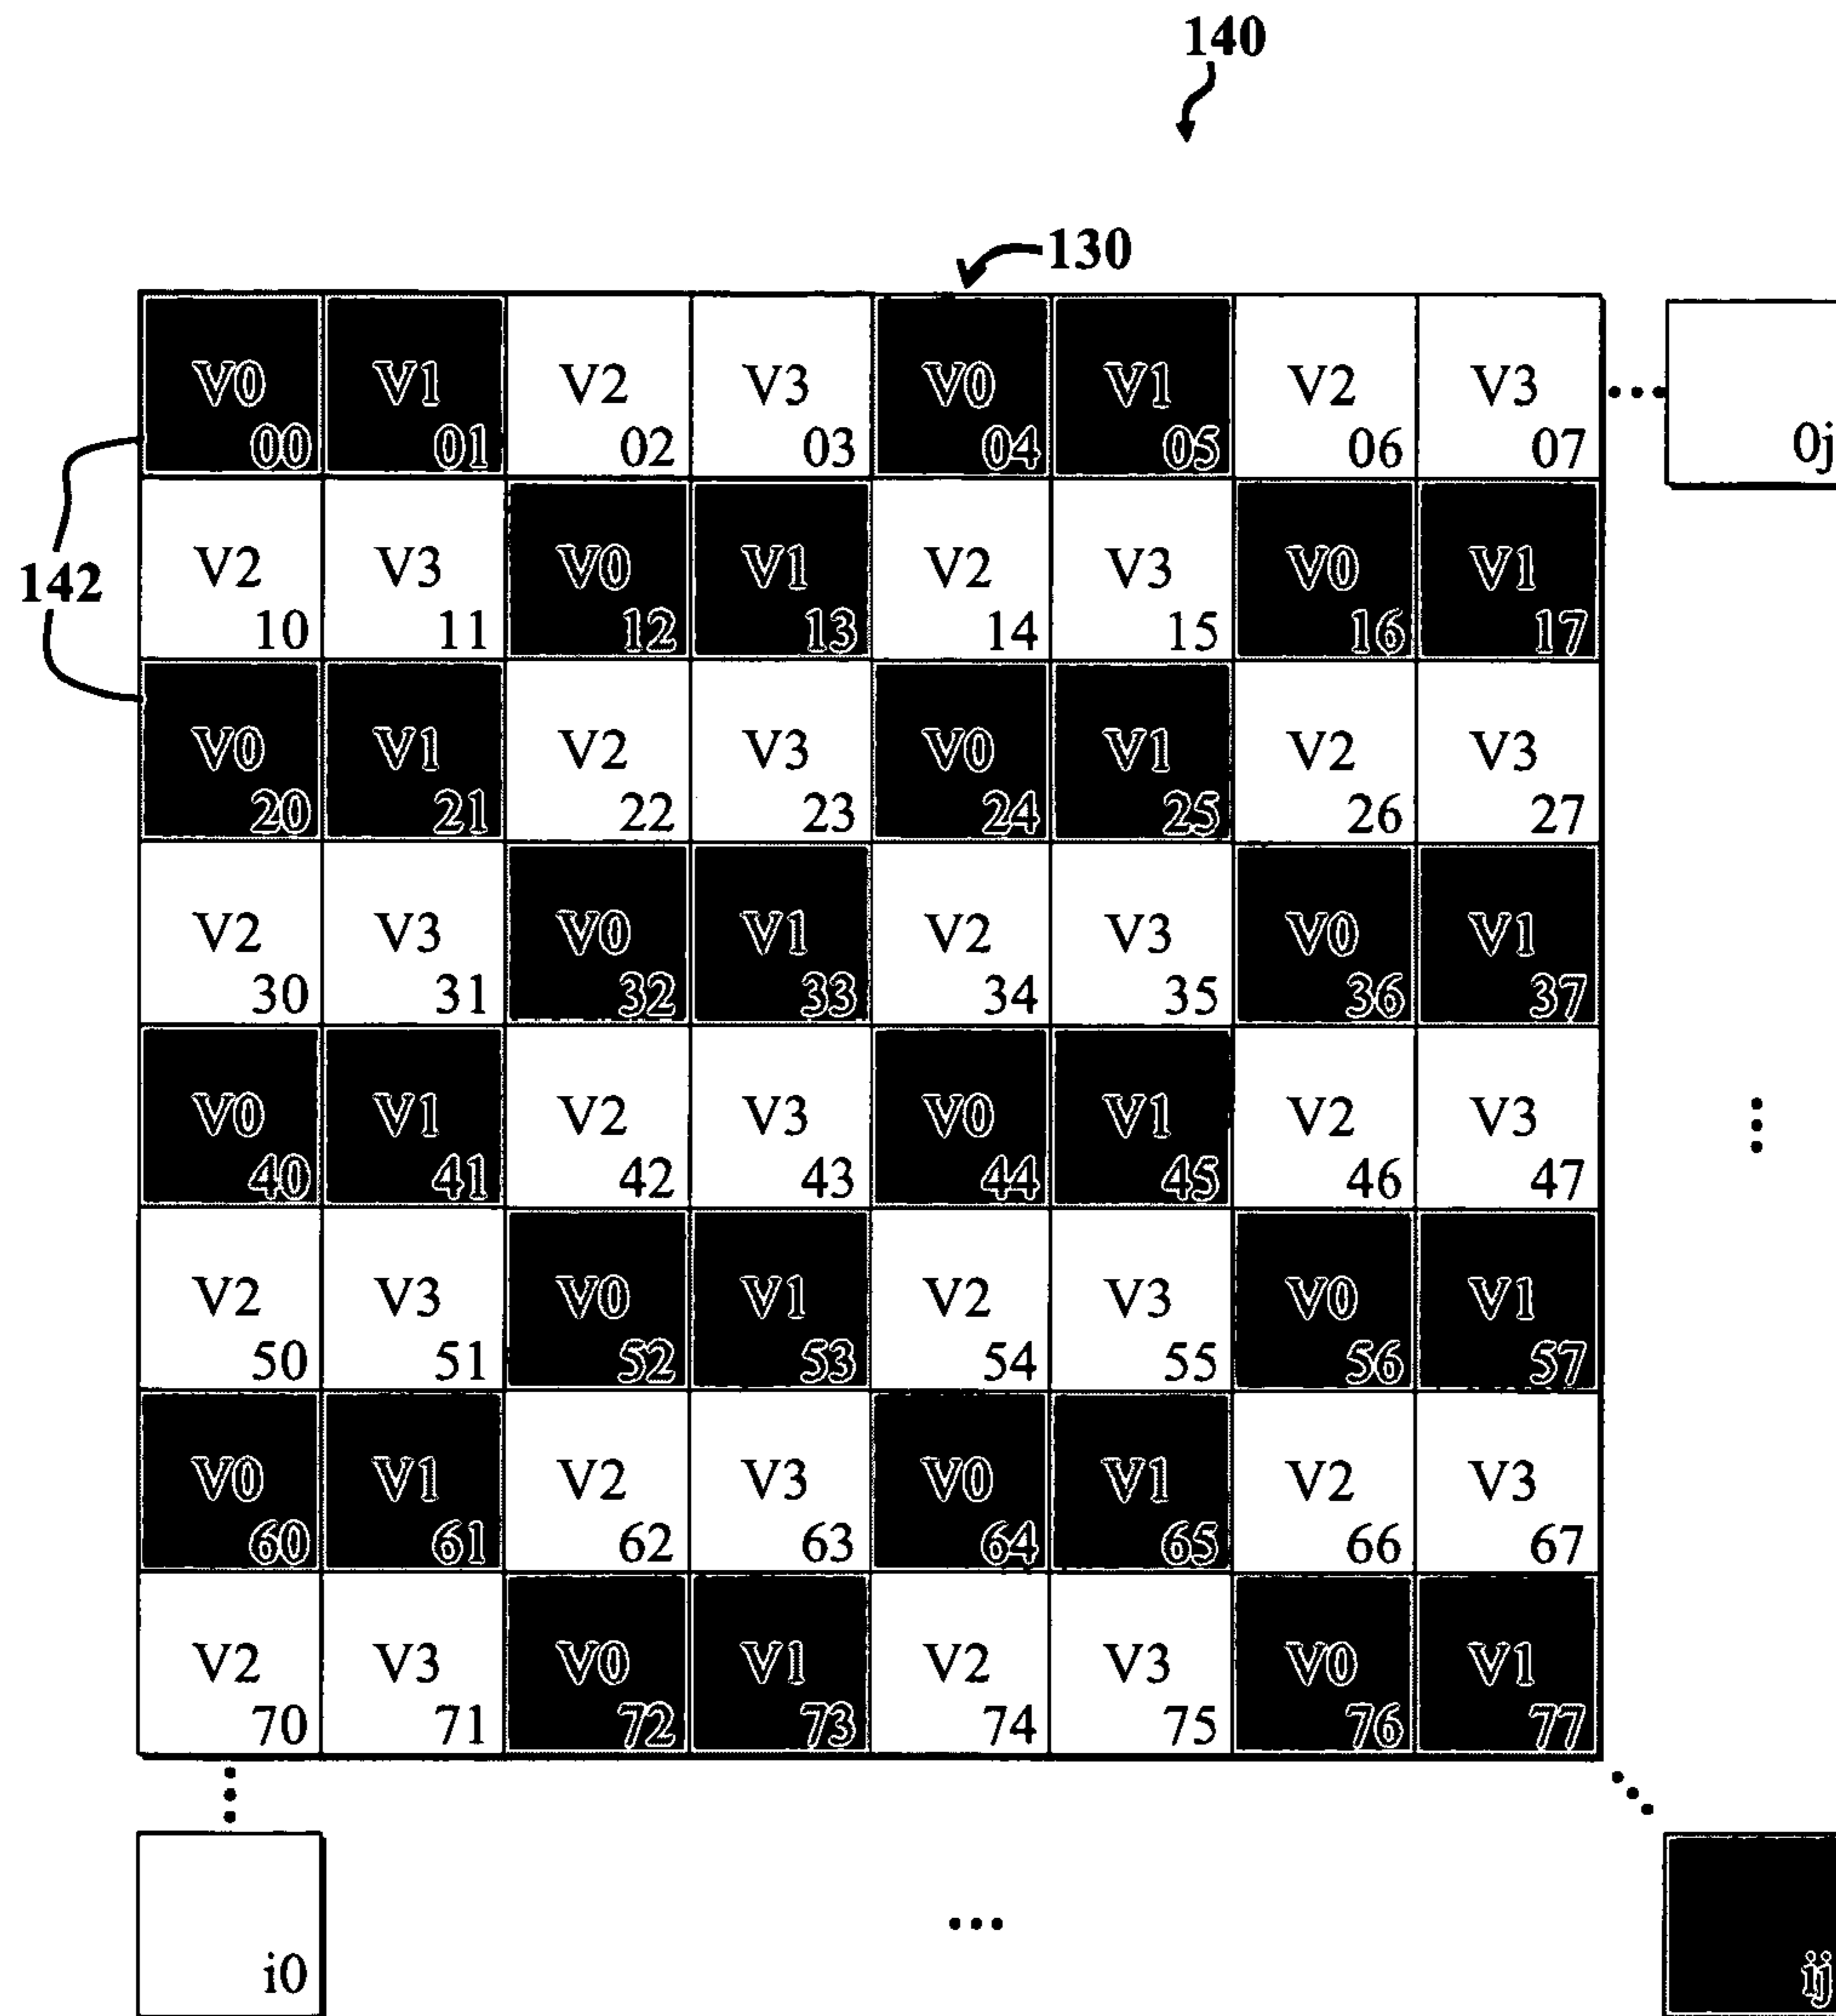 140
130
V0 V1 V2 V3 V0 V1 V2 V3
00 01 02 03 04 05 06 07 ... 0j
V2 V3 V0 V1 V2 V3 V0 V1
10 11 12 13 14 15 16 17
142
V0 V1 V2 V3 V0 V1 V2 V3
20 21 22 23 24 25 26 27
V2 V3 V0 V1 V2 V3 V0 V1
30 31 32 33 34 35 36 37
V0 V1 V2 V3 V0 V1 V2 V3
40 41 42 43 44 45 46 47
V2 V3 V0 V1 V2 V3 V0 V1
50 51 52 53 54 55 56 57
V0 V1 V2 V3 V0 V1 V2 V3
60 61 62 63 64 65 66 67
V2 V3 V0 V1 V2 V3 V0 V1
70 71 72 73 74 75 76 77
i0 ... ij